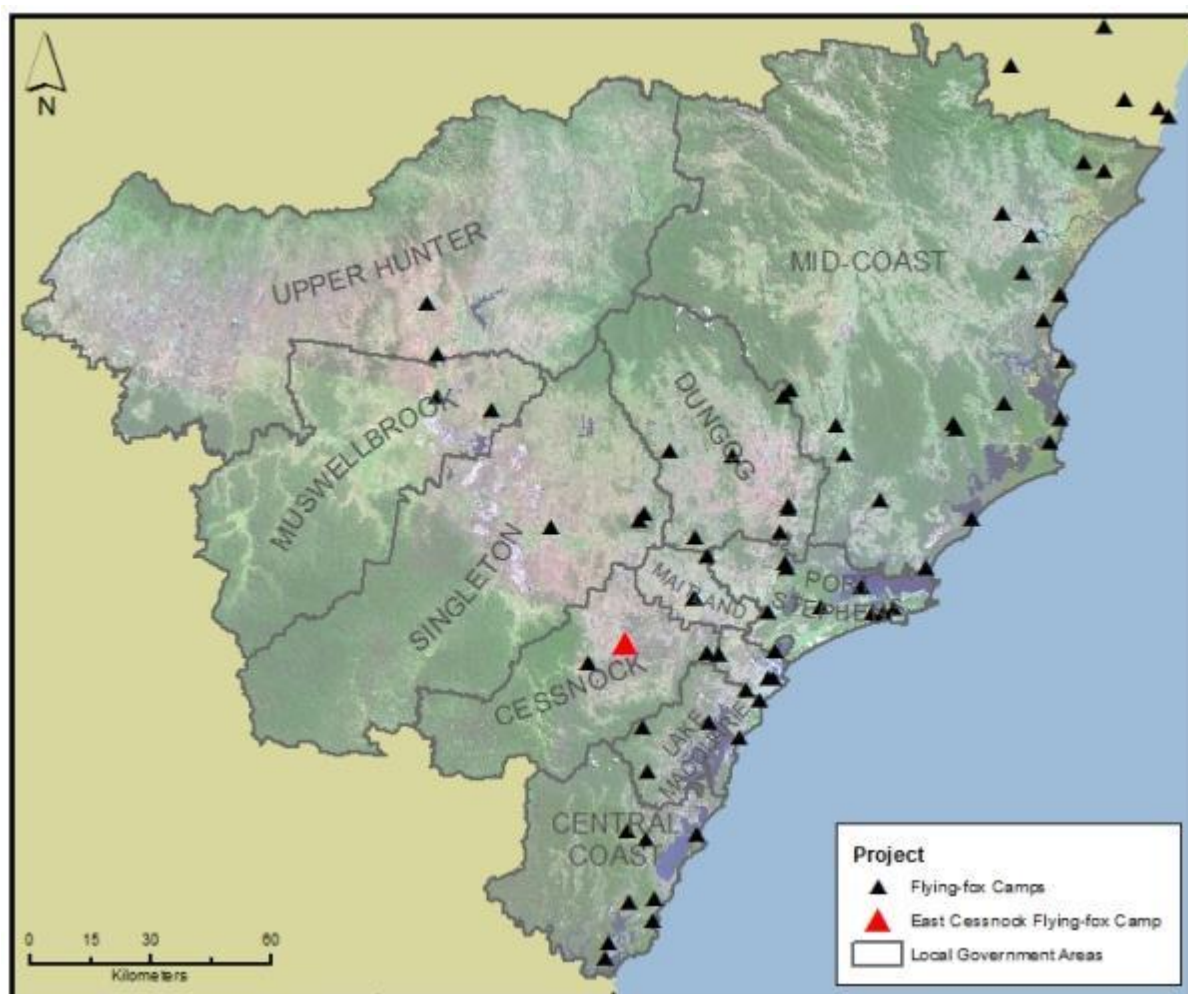 N
UPPER HUNTER
MID-COAST
DUNGOG
MUSWELLBROOK
SINGLETON
MAITLAND
PORT
STEPHENS
CESSNOCK
LAKE
MACQUARIE
CENTRAL
COAST
Project
Flying-fox Camps
East Cessnock Flying-fox Camp
Local Government Areas
0 15 30 60
Kilometers